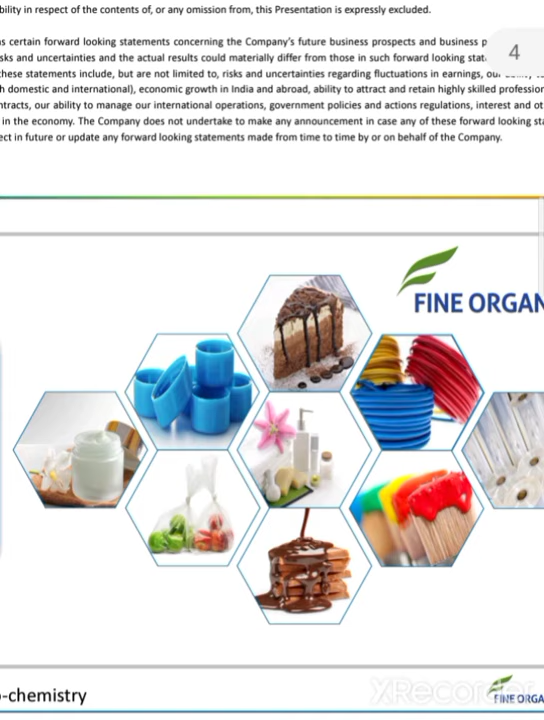 bility in respect of the contents of, or any omission from, this Presentation is expressly excluded.
s certain forward looking statements concerning the Company's future business prospects and business p
sks and uncertainties and the actual results could materially differ from those in such forward looking stat
4
these statements include, but are not limited to, risks and uncertainties regarding fluctuations in earnings, our
h domestic and international), economic growth in India and abroad, ability to attract and retain highly skilled profession
ntracts, our ability to manage our international operations, government policies and actions regulations, interest and ot
in the economy. The Company does not undertake to make any announcement in case any of these forward looking sta
ect in future or update any forward looking statements made from time to time by or on behalf of the Company.
FINE ORGAN
-chemistry
XRecorder
FINE ORGA